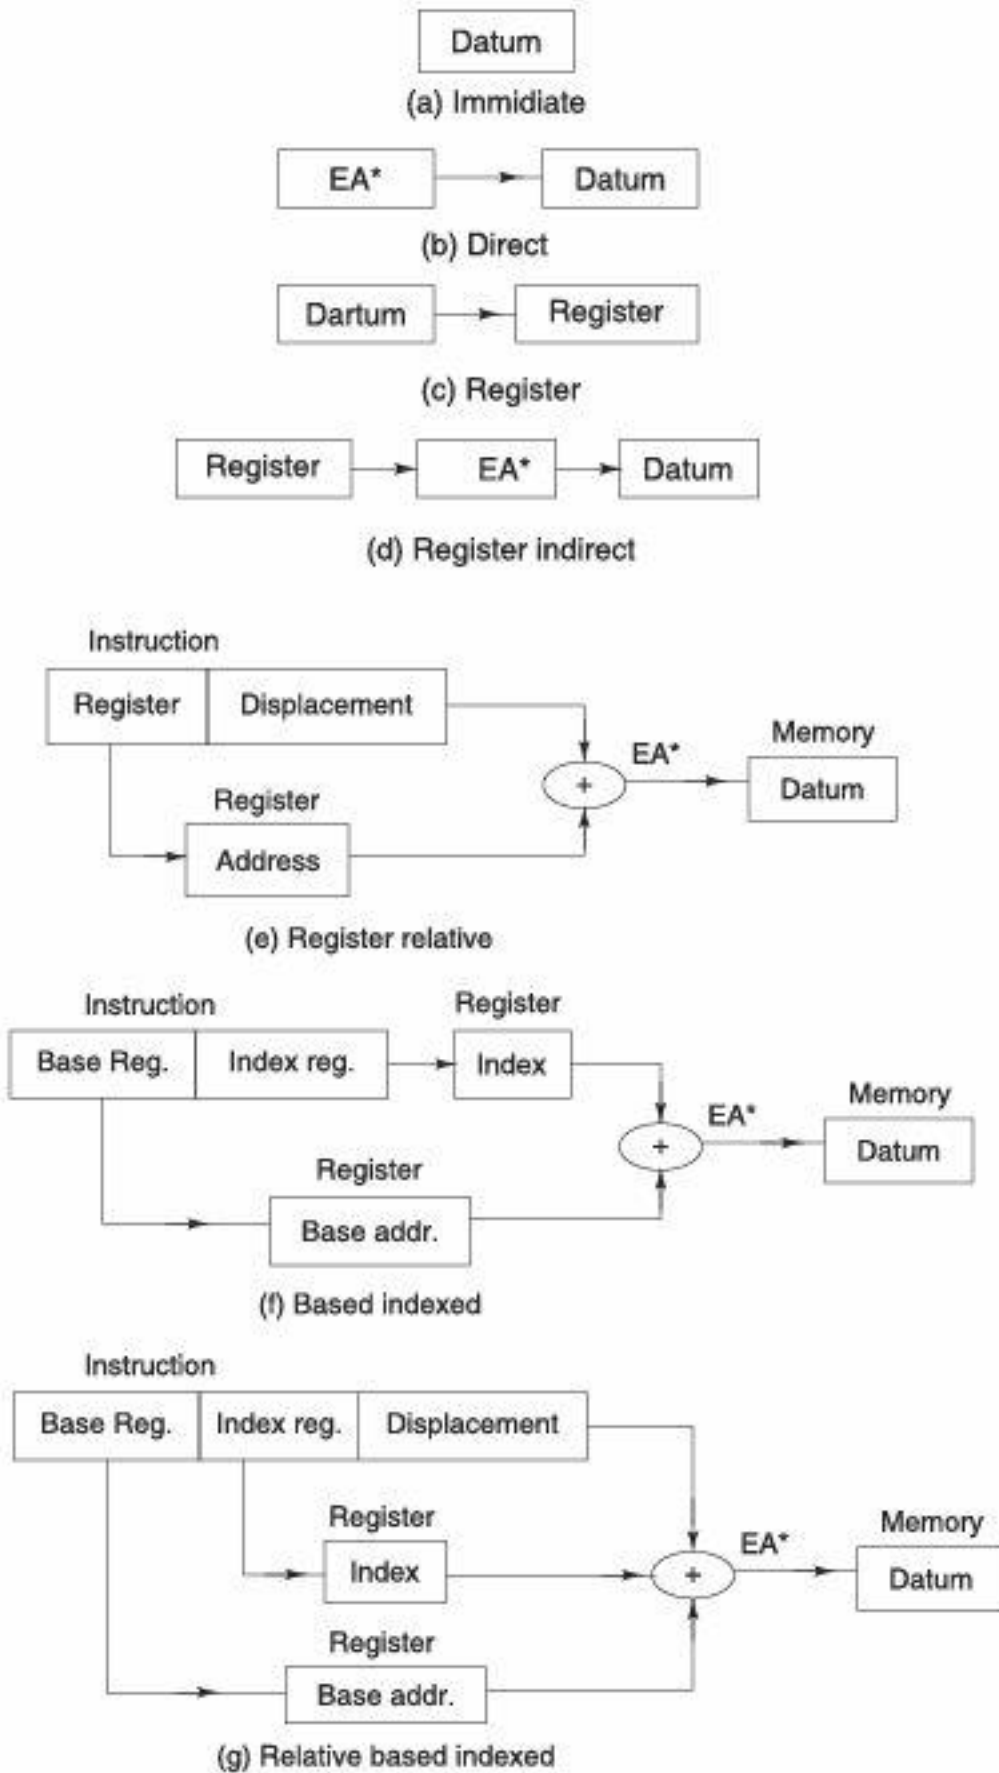 Datum
(a) Immidiate
EA* Datum
(b) Direct
Dartum Register
(c) Register
Register EA* Datum
(d) Register indirect
Instruction
Register Displacement
Memory
EA*
Datum
+
Register
Address
(e) Register relative
Instruction Register
Base Reg. Index reg. Index
Memory
EA*
+
Datum
Register
Base addr.
(f) Based indexed
Instruction
Base Reg. Index reg. Displacement
Register
Memory
EA*
Index
+
Datum
Register
Base addr.
(g) Relative based indexed